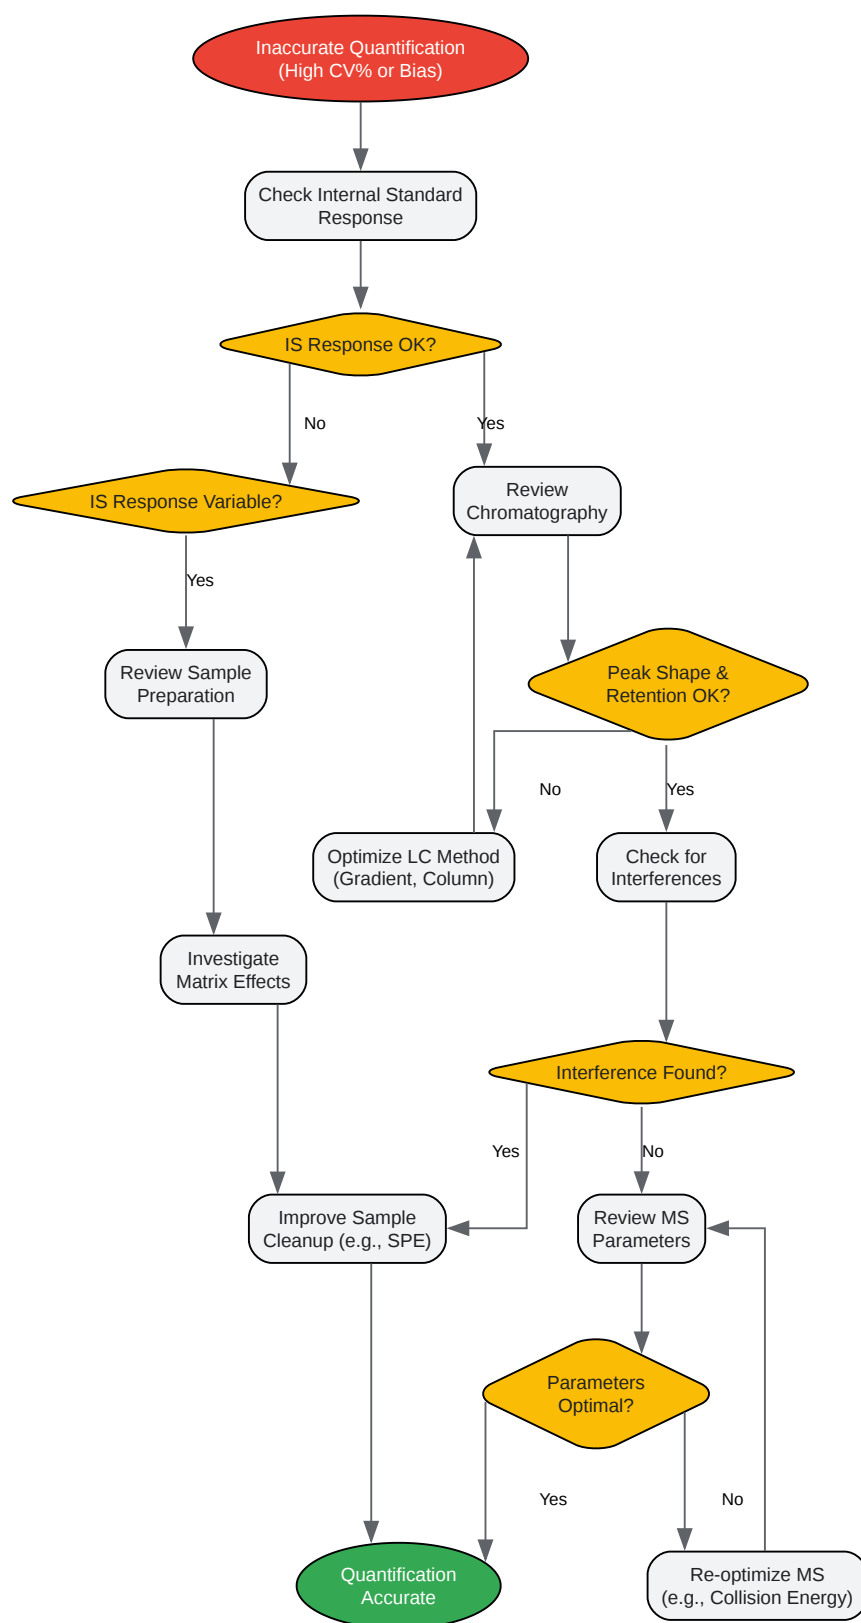 Inaccurate Quantification
(High CV% or Bias)
Check Internal Standard
Response
IS Response OK?
No
Yes
IS Response Variable?
Review
Chromatography
Yes
Review Sample
Preparation
Peak Shape &
Retention OK?
No
Yes
Optimize LC Method
(Gradient, Column)
Check for
Interferences
Investigate
Matrix Effects
Interference Found?
Yes
No
Improve Sample
Cleanup (e.g., SPE)
Review MS
Parameters
Parameters
Optimal?
Yes
No
Quantification
Accurate
Re-optimize MS
(e.g., Collision Energy)